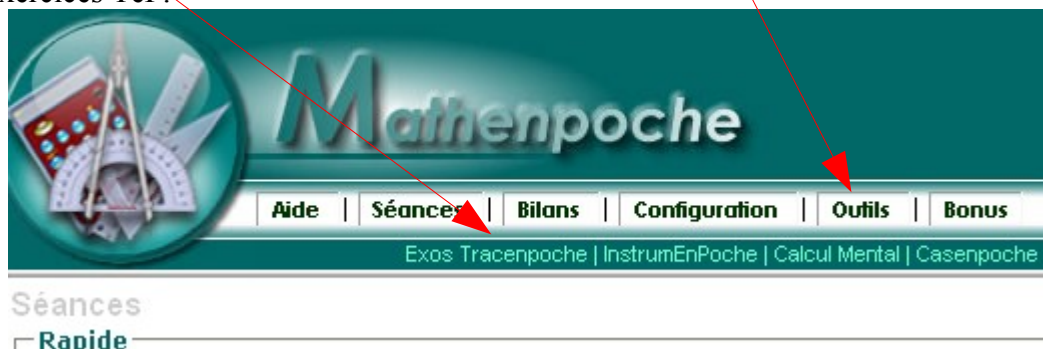 Mathenpoche
Aide | Séances | Bilans | Configuration | Outils | Bonus
Exos Tracenpoche | InstrumEnPoche | Calcul Mental | Casenpoche
Séances
Rapide